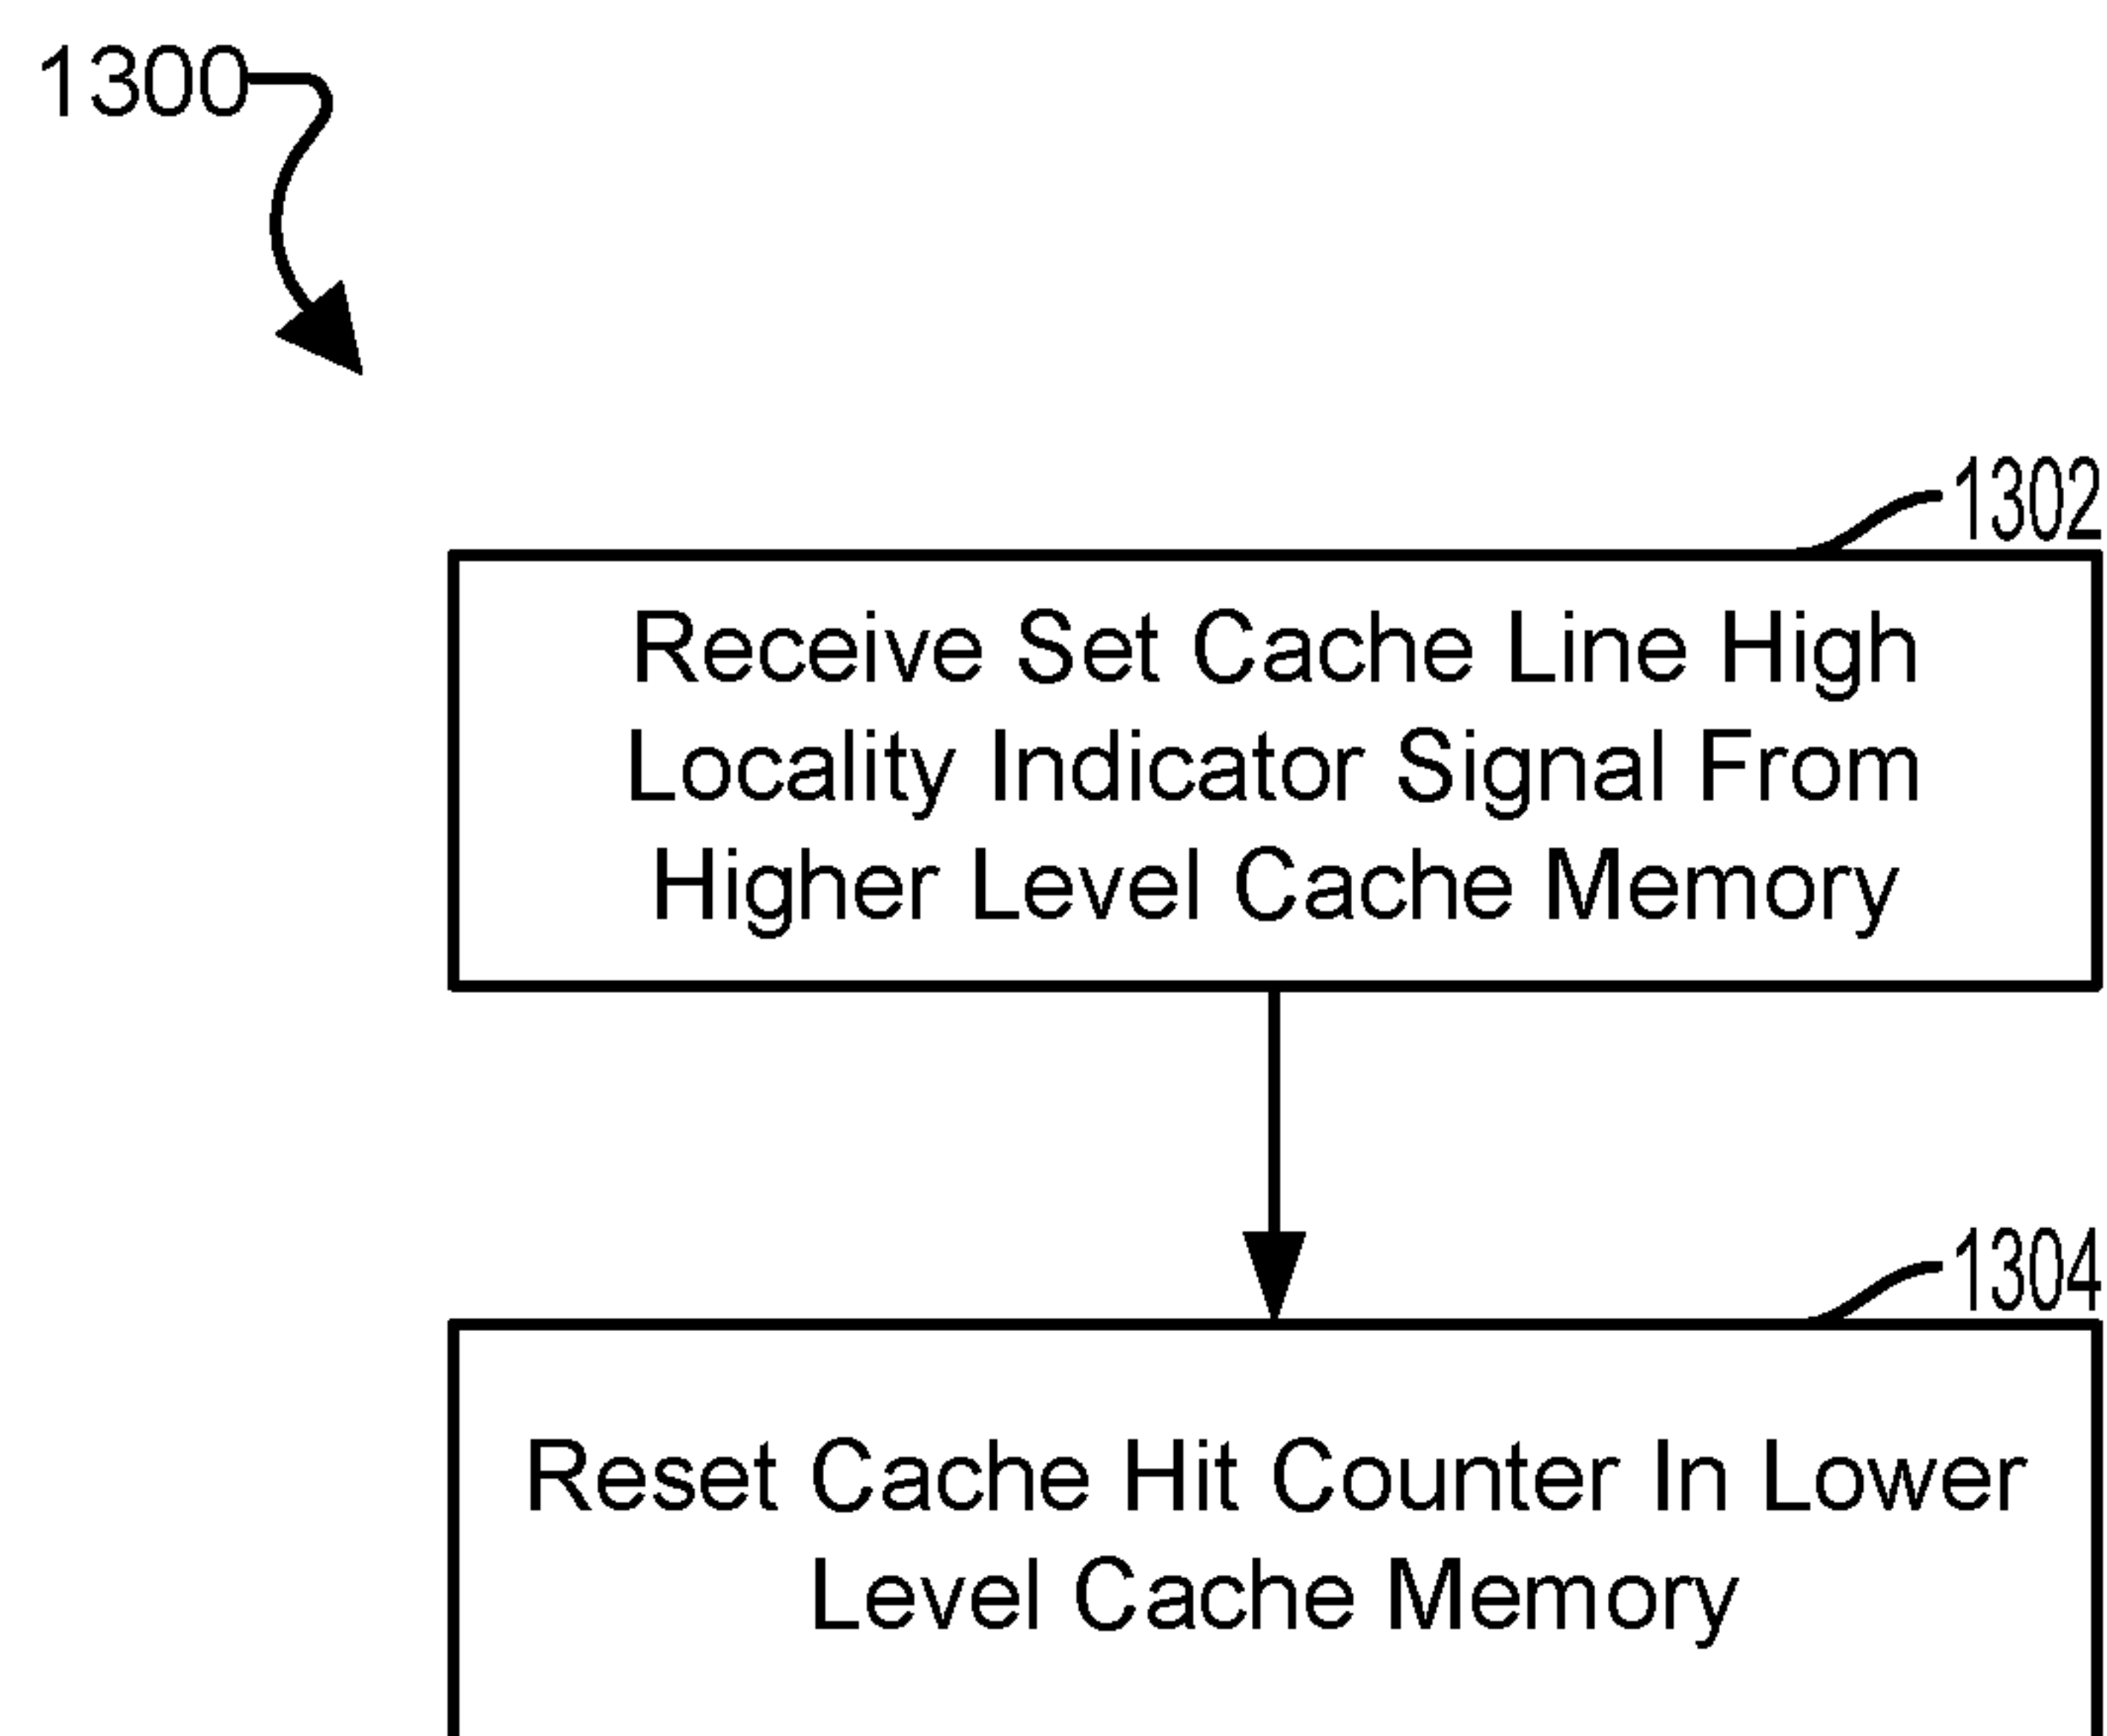 1300
1302
Receive Set Cache Line High
Locality Indicator Signal From
Higher Level Cache Memory
1304
Reset Cache Hit Counter In Lower
Level Cache Memory